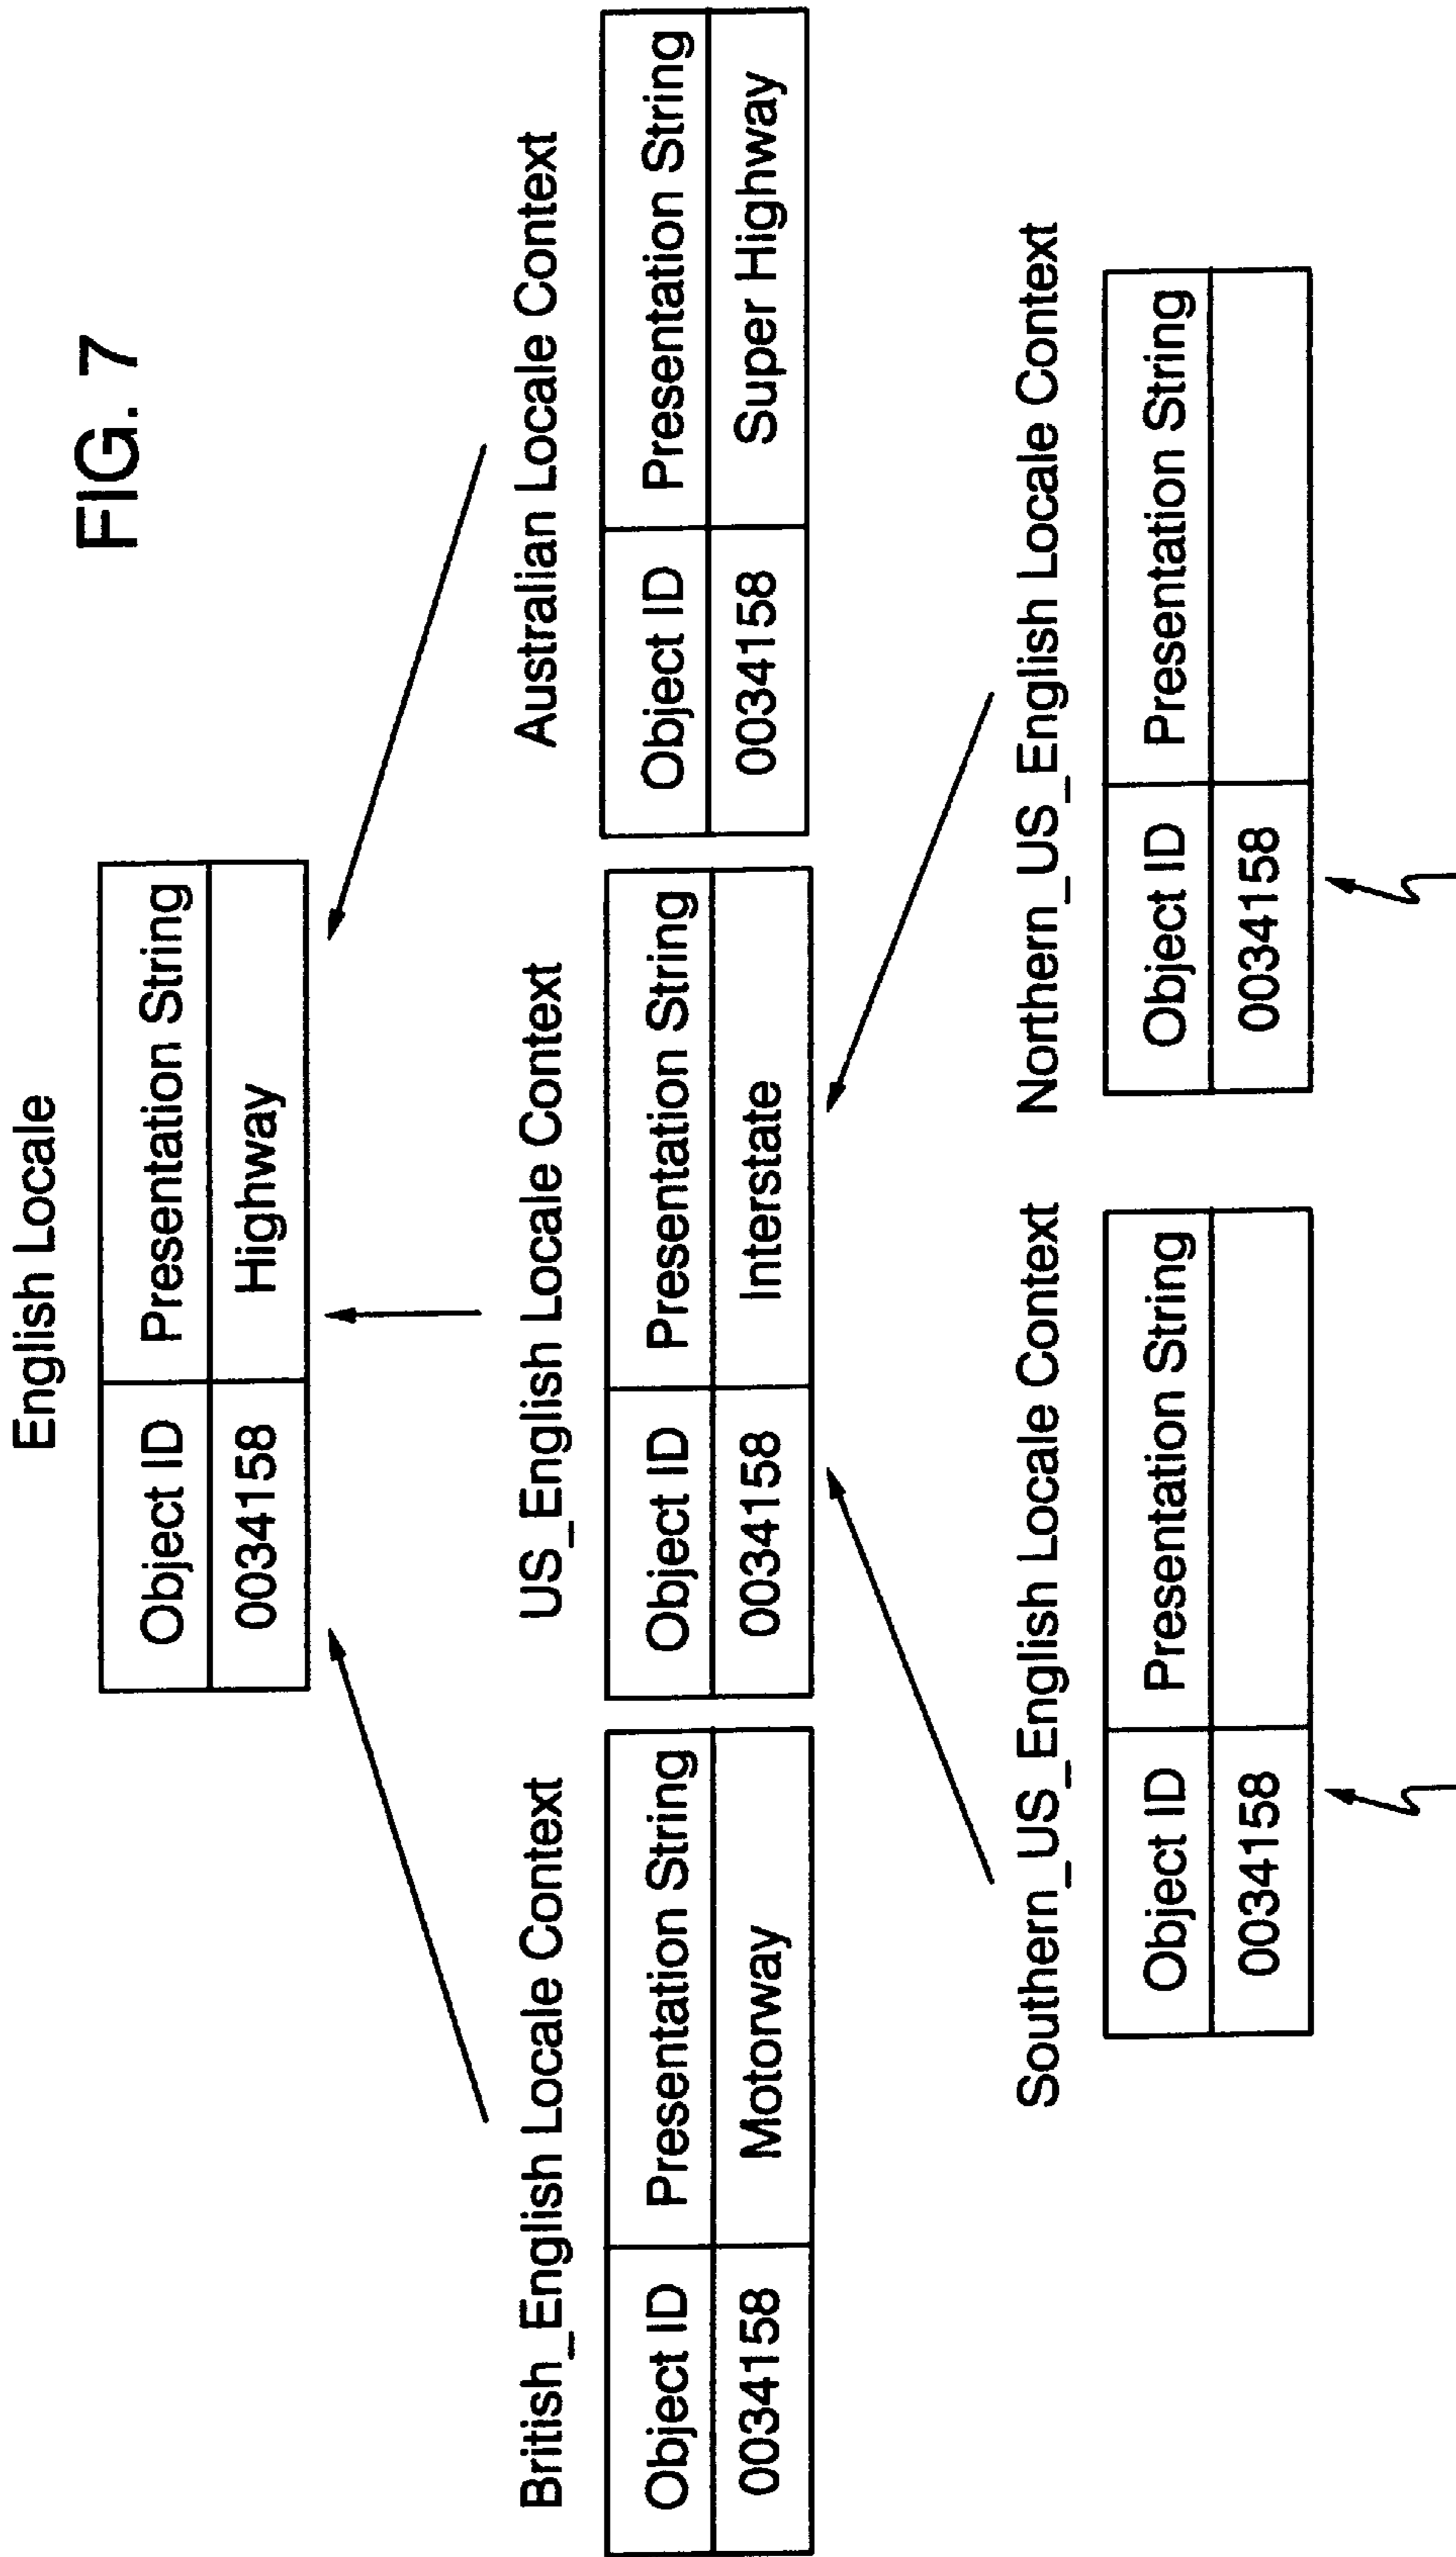 FIG. 7
English Locale
Object ID Presentation String
0034158 Highway
British_English Locale Context
Object ID Presentation String
0034158 Motorway
US_English Locale Context
Object ID Presentation String
0034158 Interstate
Australian Locale Context
Object ID Presentation String
0034158 Super Highway
Southern_US_English Locale Context
Object ID Presentation String
0034158
Northern_US_English Locale Context
Object ID Presentation String
0034158